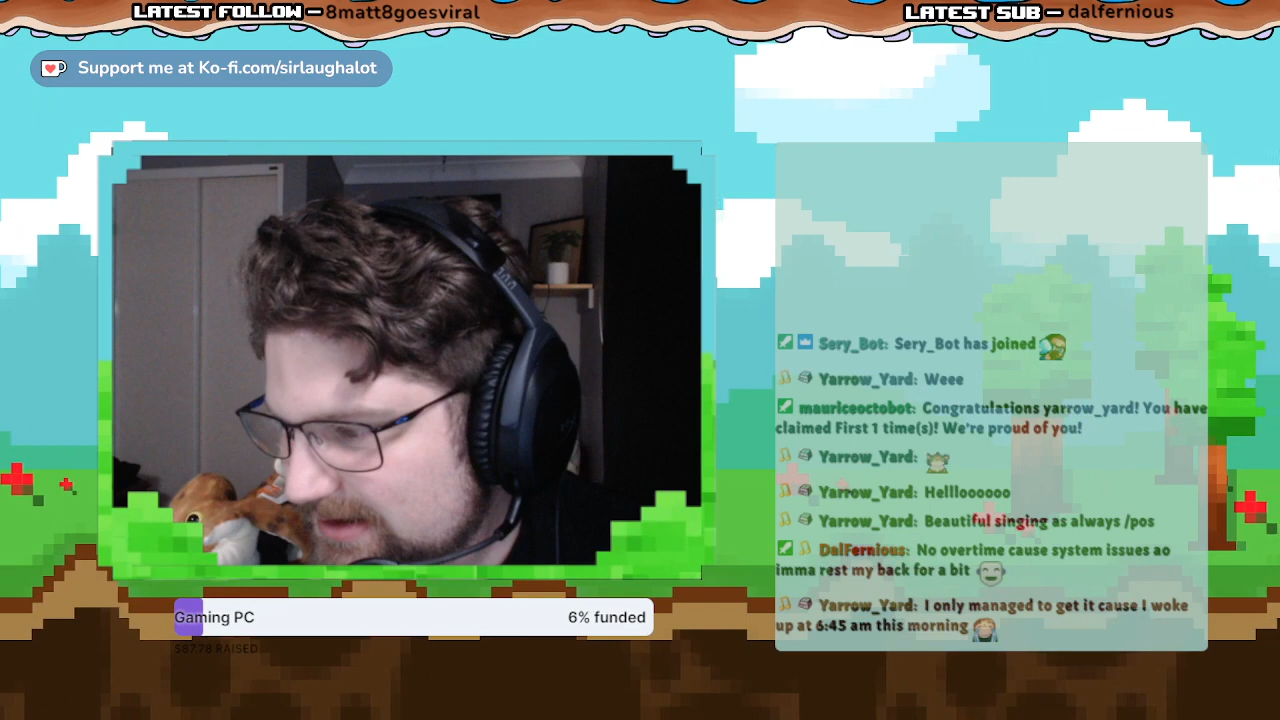 LATEST FOLLOW — 8matt8goesviral
LATEST SUB — dalfernious
Support me at Ko-fi.com/sirlaughalot
Sery_Bot: Sery_Bot has joined
Yarrow_Yard: Weee
mauriceoctobot: Congratulations yarrow_yard! You have
claimed First 1 time(s)! We're proud of you!
Yarrow_Yard:
Yarrow_Yard: Hellloooooo
Yarrow_Yard: Beautiful singing as always /pos
DalFernious: No overtime cause system issues ao
imma rest my back for a bit
Yarrow_Yard: I only managed to get it cause I woke
up at 6:45 am this morning
Gaming PC 6% funded
$87.78 RAISED